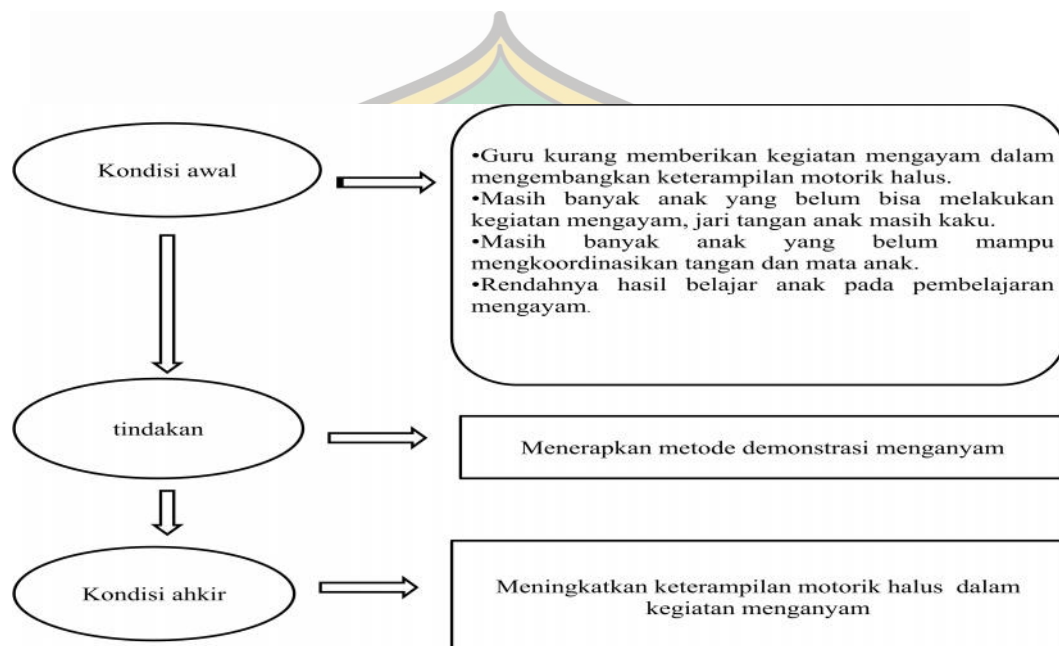 Kondisi awal
•Guru kurang memberikan kegiatan mengayam dalam
mengembangkan keterampilan motorik halus.
•Masih banyak anak yang belum bisa melakukan
kegiatan mengayam, jari tangan anak masih kaku.
•Masih banyak anak yang belum mampu
mengkoordinasikan tangan dan mata anak.
•Rendahnya hasil belajar anak pada pembelajaran
mengayam.
tindakan
Menerapkan metode demonstrasi menganyam
Kondisi ahkir
Meningkatkan keterampilan motorik halus dalam
kegiatan menganyam